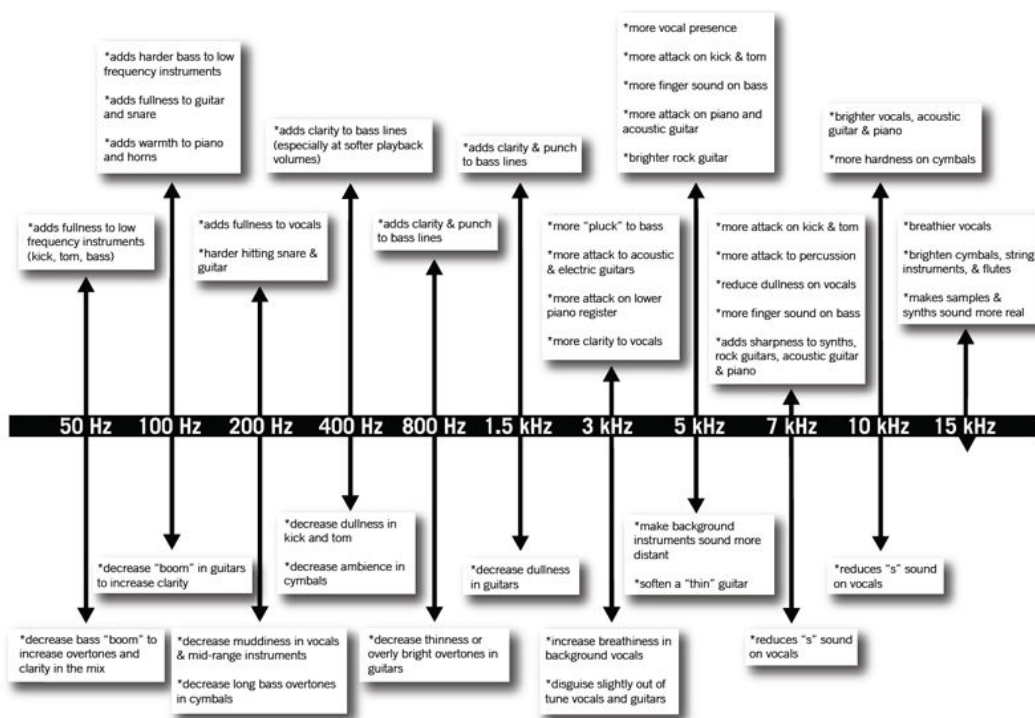 *adds fullness to low
frequency instruments
(kick, tom, bass)
*adds harder bass to low
frequency instruments
*adds fullness to guitar
and snare
*adds warmth to piano
and horns
*adds fullness to vocals
*harder hitting snare &
guitar
*adds clarity to bass lines
(especially at softer playback
volumes)
*adds clarity & punch
to bass lines
*adds clarity & punch
to bass lines
*more "pluck" to bass
*more attack to acoustic
& electric guitars
*more attack on lower
piano register
*more clarity to vocals
*more vocal presence
*more attack on kick & tom
*more finger sound on bass
*more attack on piano and
acoustic guitar
*brighter rock guitar
*more attack on kick & tom
*more attack to percussion
*reduce dullness on vocals
*more finger sound on bass
*adds sharpness to synths,
rock guitars, acoustic guitar
& piano
*brighter vocals, acoustic
guitar & piano
*more hardness on cymbals
*breathier vocals
*brighten cymbals, string
instruments, & flutes
*makes samples &
synths sound more real
50 Hz 100 Hz 200 Hz 400 Hz 800 Hz 1.5 kHz 3 kHz 5 kHz 7 kHz 10 kHz 15 kHz
*decrease bass "boom" to
increase overtones and
clarity in the mix
*decrease "boom" in guitars
to increase clarity
*decrease muddiness in vocals
& mid-range instruments
*decrease long bass overtones
in cymbals
*decrease dullness in
kick and tom
*decrease ambience in
cymbals
*decrease thinness or
overly bright overtones in
guitars
*decrease dullness
in guitars
*increase breathiness in
background vocals
*disguise slightly out of
tune vocals and guitars
*make background
instruments sound more
distant
*soften a "thin" guitar
*reduces "s" sound
on vocals
*reduces "s" sound
on vocals